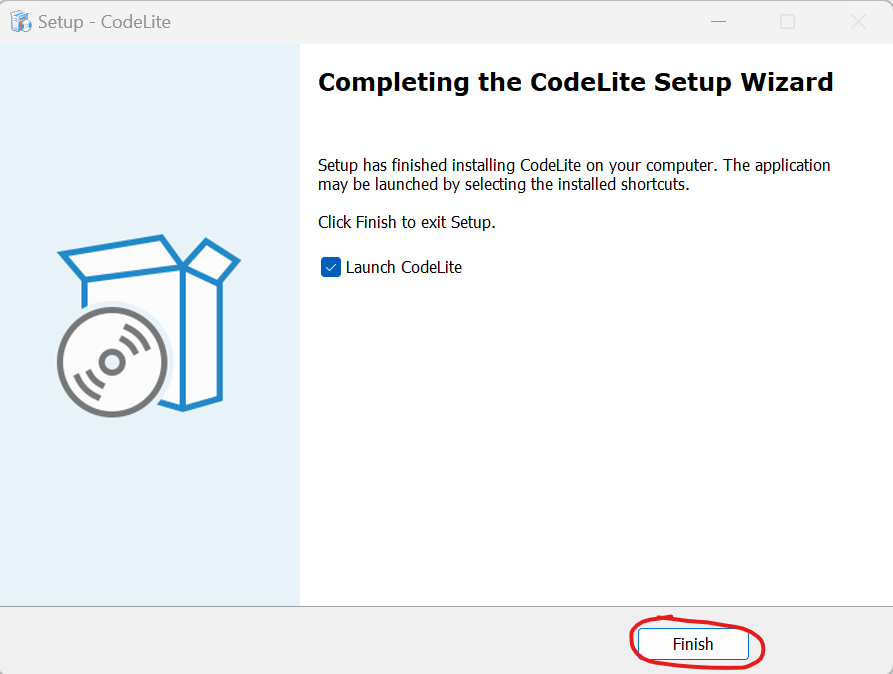 Setup - CodeLite
Completing the CodeLite Setup Wizard
Setup has finished installing CodeLite on your computer. The application
may be launched by selecting the installed shortcuts.
Click Finish to exit Setup.
Launch CodeLite
Finish